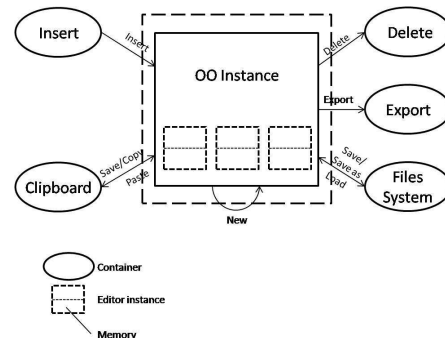 Insert
Insert
OO Instance
Delete
Delete
Export
Export
Clipboard
Save/Copy
Paste
Save/
Save as
Load
Files
System
New
Container
Editor instance
Memory